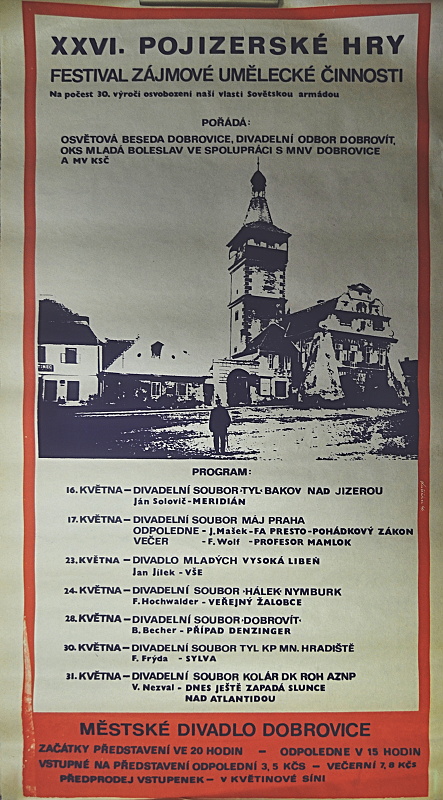 XXVI. POJIZERSKÉ HRY
FESTIVAL ZÁJMOVÉ UMĚLECKÉ ČINNOSTI
Na počest 30. výročí osvobození naší vlasti Sovětskou armádou
POŘÁDÁ:
OSVĚTOVÁ BESEDA DOBROVICE, DIVADELNÍ ODBOR DOBROVÍT,
OKS MLADÁ BOLESLAV VE SPOLUPRÁCI S MNV DOBROVICE
A MV KSČ
PROGRAM:
16. KVĚTNA – DIVADELNÍ SOUBOR ·TYL· BAKOV NAD JIZEROU
Ján Solovič – MERIDIÁN
17. KVĚTNA – DIVADELNÍ SOUBOR MÁJ PRAHA
ODPOLEDNE – J. Mašek – FA PRESTO – POHÁDKOVÝ ZÁKON
VEČER – F. Wolf – PROFESOR MAMLOK
23. KVĚTNA – DIVADLO MLADÝCH VYSOKÁ LIBEŇ
Jan Jílek – VŠE
24. KVĚTNA – DIVADELNÍ SOUBOR ·HÁLEK· NYMBURK
F. Hochwalder – VEŘEJNÝ ŽALOBCE
28. KVĚTNA – DIVADELNÍ SOUBOR ·DOBROVÍT·
B. Becher – PŘÍPAD DENZINGER
30. KVĚTNA – DIVADELNÍ SOUBOR TYL KP MN. HRADIŠTĚ
F. Frýda – SYLVA
31. KVĚTNA – DIVADELNÍ SOUBOR KOLÁR DK ROH AZNP
V. Nezval – DNES JEŠTĚ ZAPADÁ SLUNCE
NAD ATLANTIDOU
MĚSTSKÉ DIVADLO DOBROVICE
ZAČÁTKY PŘEDSTAVENÍ VE 20 HODIN – ODPOLEDNE V 15 HODIN
VSTUPNÉ NA PŘEDSTAVENÍ ODPOLEDNÍ 3, 5 KČS – VEČERNÍ 7, 8 KČS
PŘEDPRODEJ VSTUPENEK – V KVĚTINOVÉ SÍNI